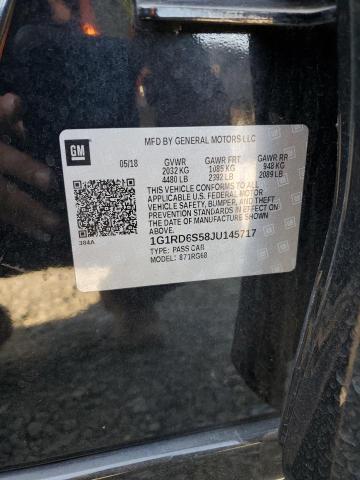 MFD BY GENERAL MOTORS LLC
GM
05/18 GVWR GAWR FRT GAWR RR
2032 KG 1085 KG 948 KG
4480 LB 2392 LB 2089 LB
THIS VEHICLE CONFORMS TO ALL
APPLICABLE U.S. FEDERAL MOTOR
VEHICLE SAFETY, BUMPER, AND THEFT
PREVENTION STANDARDS IN EFFECT ON
THE DATE OF MANUFACTURE SHOWN
ABOVE.
384A
1G1RD6S58JU145717
TYPE: PASS CAR
MODEL: 871RG68